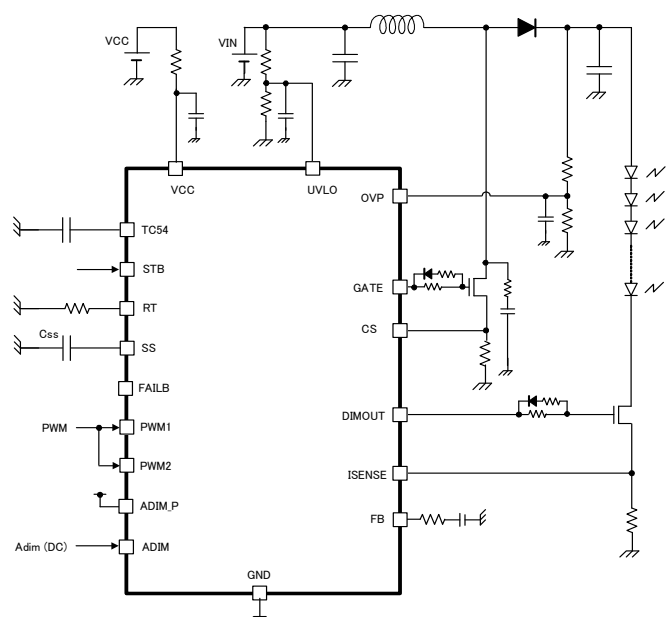 VCC
VIN
VCC
UVLO
OVP
TC54
STB
GATE
RT
CS
Css
SS
FAILB
DIMOUT
PWM
PWM1
PWM2
ISENSE
ADIM_P
FB
Adim (DC)
ADIM
GND